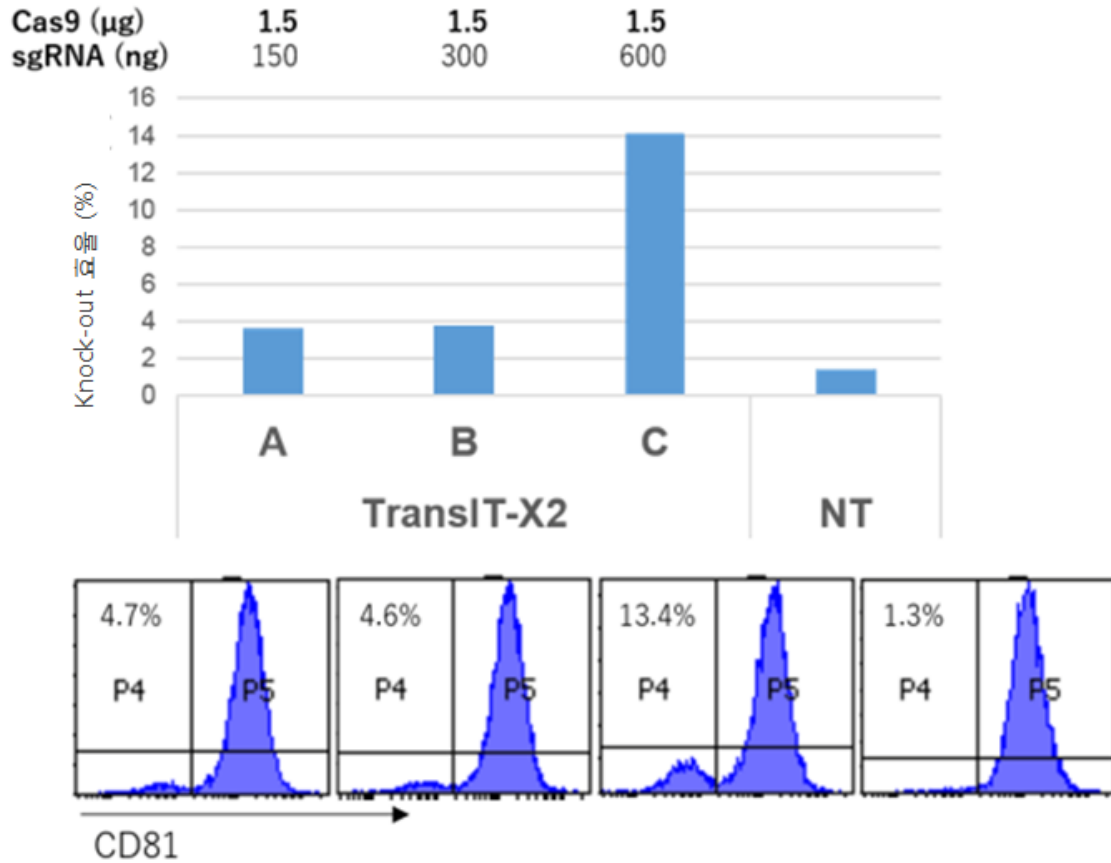 Cas9 (µg) 1.5 1.5 1.5
sgRNA (ng) 150 300 600
16
14
12
10
8
6
4
2
0
Knock-out 효율 (%)
A B C
TransIT-X2 NT
4.7% 4.6% 13.4% 1.3%
P4 P5 P4 P5 P4 P5 P4 P5
CD81